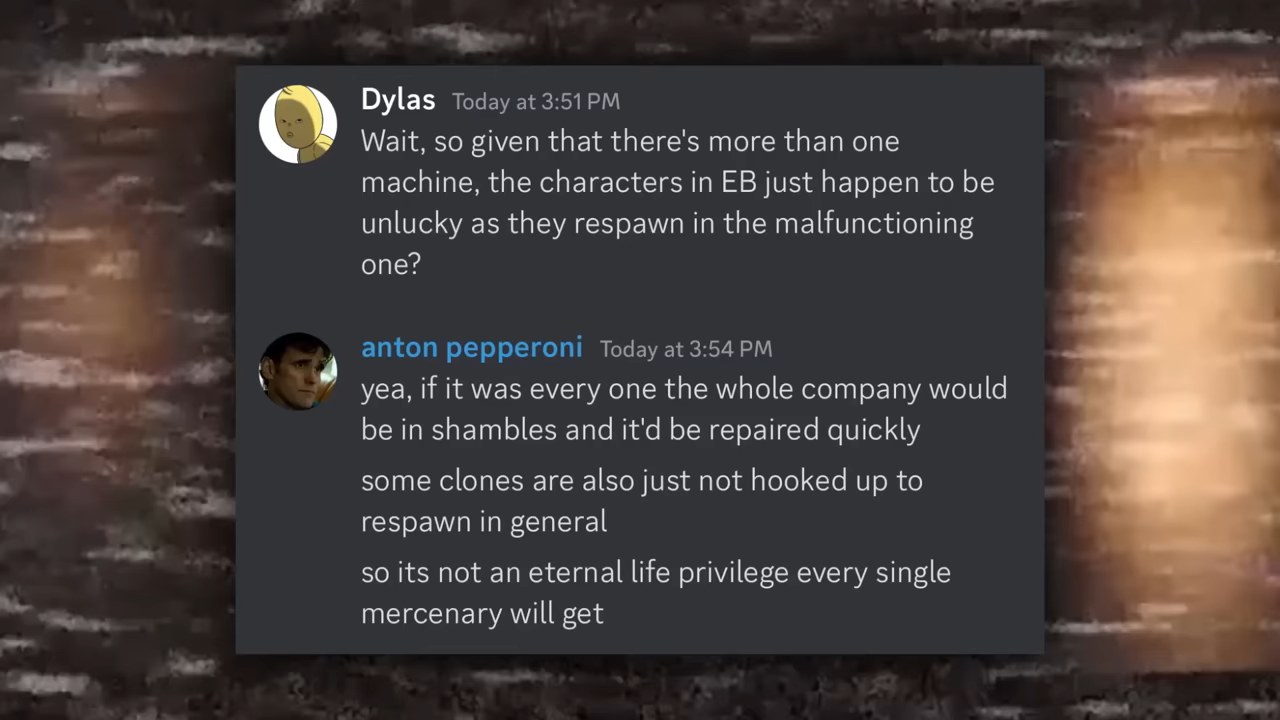 Dylas Today at 3:51 PM
Wait, so given that there's more than one
machine, the characters in EB just happen to be
unlucky as they respawn in the malfunctioning
one?
anton pepperoni Today at 3:54 PM
yea, if it was every one the whole company would
be in shambles and it'd be repaired quickly
some clones are also just not hooked up to
respawn in general
so its not an eternal life privilege every single
mercenary will get